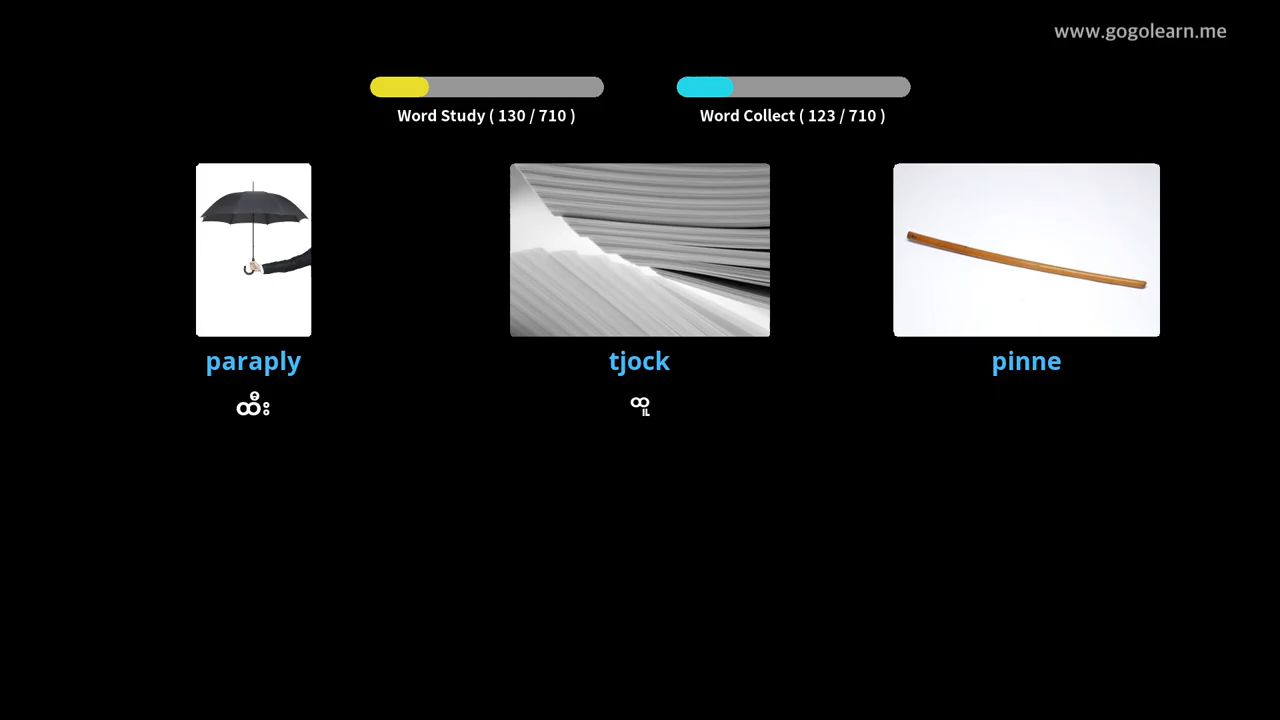 www.gogolearn.me
Word Study ( 130 / 710 )
Word Collect ( 123 / 710 )
paraply
tjock
pinne
ထီး
ထူ